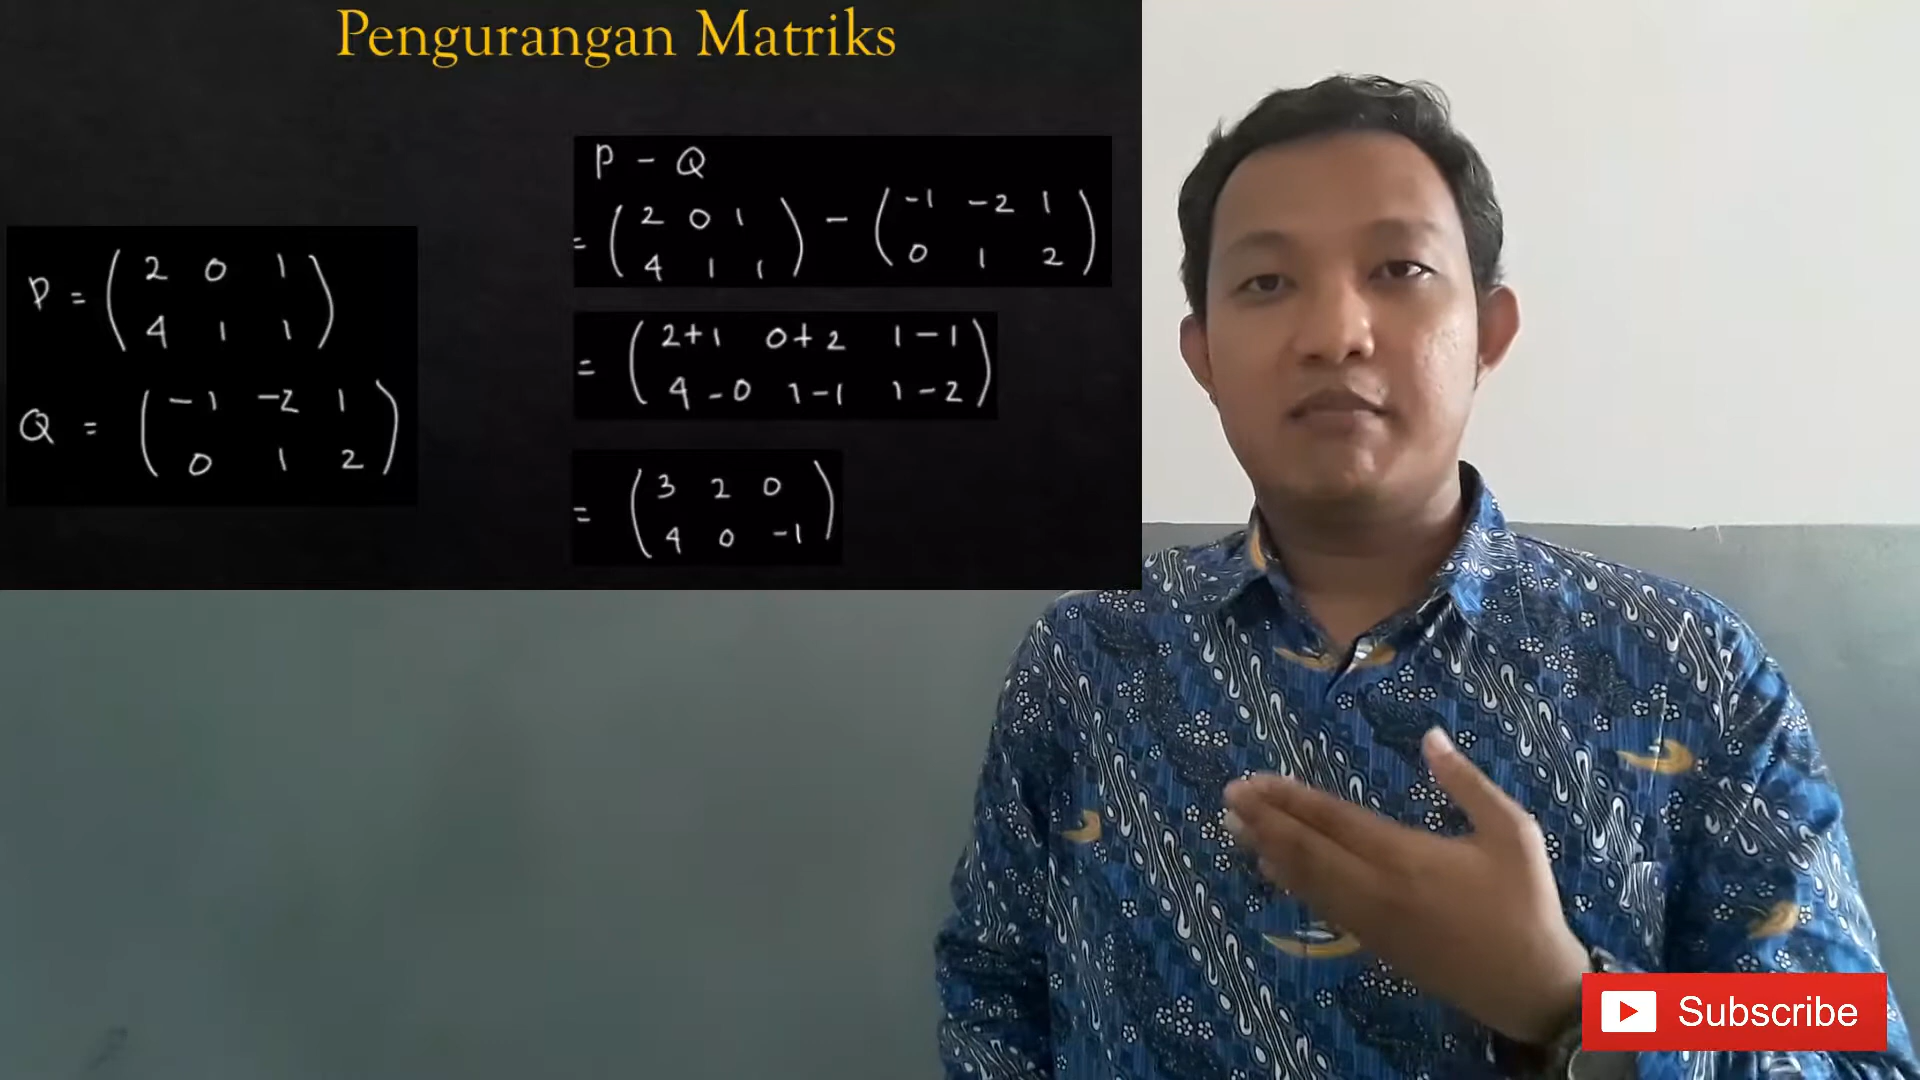 Pengurangan Matriks
P = ( 2 0 1
4 1 1 )
Q = ( -1 -2 1
0 1 2 )
P - Q
= ( 2 0 1
4 1 1 ) - ( -1 -2 1
0 1 2 )
= ( 2+1 0+2 1-1
4-0 1-1 1-2 )
= ( 3 2 0
4 0 -1 )
Subscribe